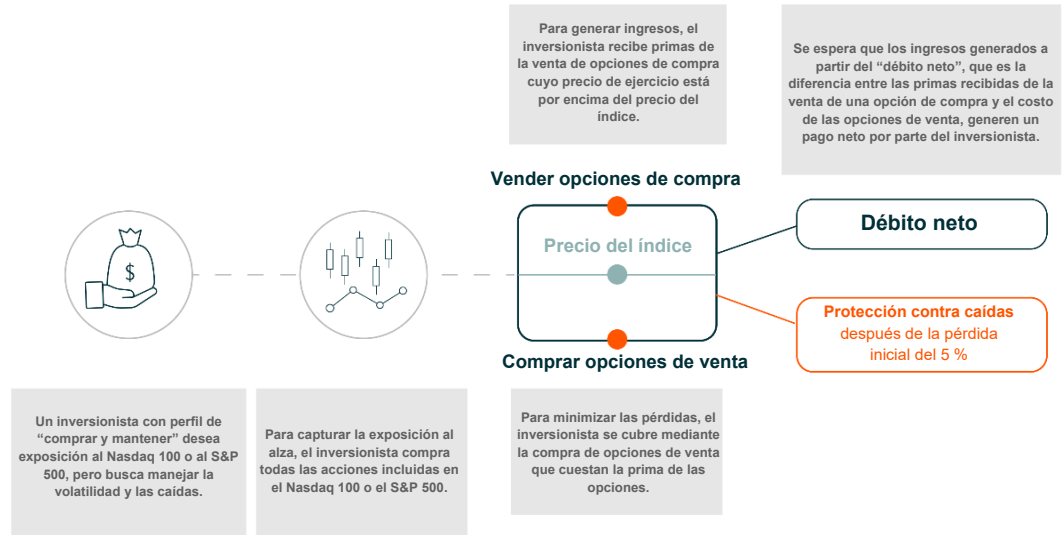 Para generar ingresos, el
inversionista recibe primas de
la venta de opciones de compra
cuyo precio de ejercicio está
por encima del precio del
índice.
Se espera que los ingresos generados a
partir del “débito neto”, que es la
diferencia entre las primas recibidas de la
venta de una opción de compra y el costo
de las opciones de venta, generen un
pago neto por parte del inversionista.
Vender opciones de compra
Precio del índice
Débito neto
$
Protección contra caídas
después de la pérdida
inicial del 5 %
Comprar opciones de venta
Un inversionista con perfil de
“comprar y mantener” desea
exposición al Nasdaq 100 o al S&P
500, pero busca manejar la
volatilidad y las caídas.
Para capturar la exposición al
alza, el inversionista compra
todas las acciones incluidas en
el Nasdaq 100 o el S&P 500.
Para minimizar las pérdidas, el
inversionista se cubre mediante
la compra de opciones de venta
que cuestan la prima de las
opciones.